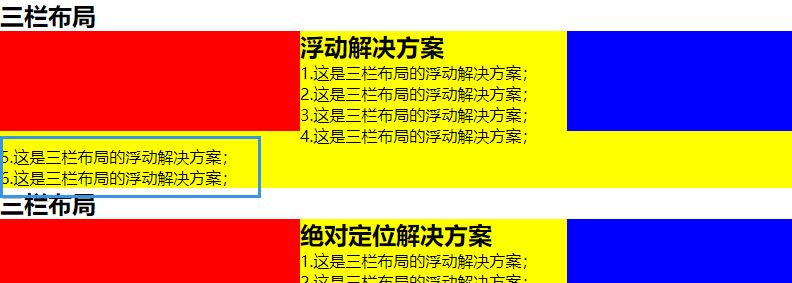 三栏布局
浮动解决方案
1.这是三栏布局的浮动解决方案；
2.这是三栏布局的浮动解决方案；
3.这是三栏布局的浮动解决方案；
4.这是三栏布局的浮动解决方案；
5.这是三栏布局的浮动解决方案；
6.这是三栏布局的浮动解决方案；
三栏布局
绝对定位解决方案
1.这是三栏布局的浮动解决方案；
2.这是三栏布局的浮动解决方案；